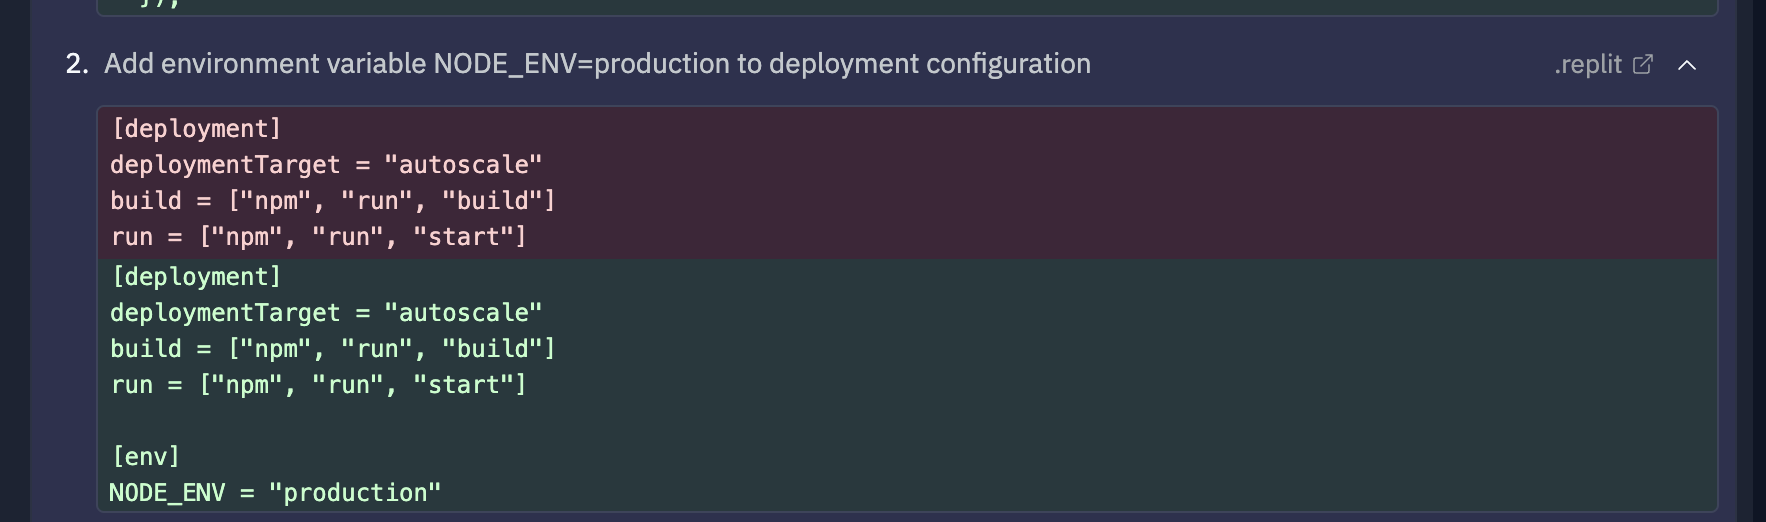 });
2. Add environment variable NODE_ENV=production to deployment configuration .replit
[deployment]
deploymentTarget = "autoscale"
build = ["npm", "run", "build"]
run = ["npm", "run", "start"]
[deployment]
deploymentTarget = "autoscale"
build = ["npm", "run", "build"]
run = ["npm", "run", "start"]
[env]
NODE_ENV = "production"